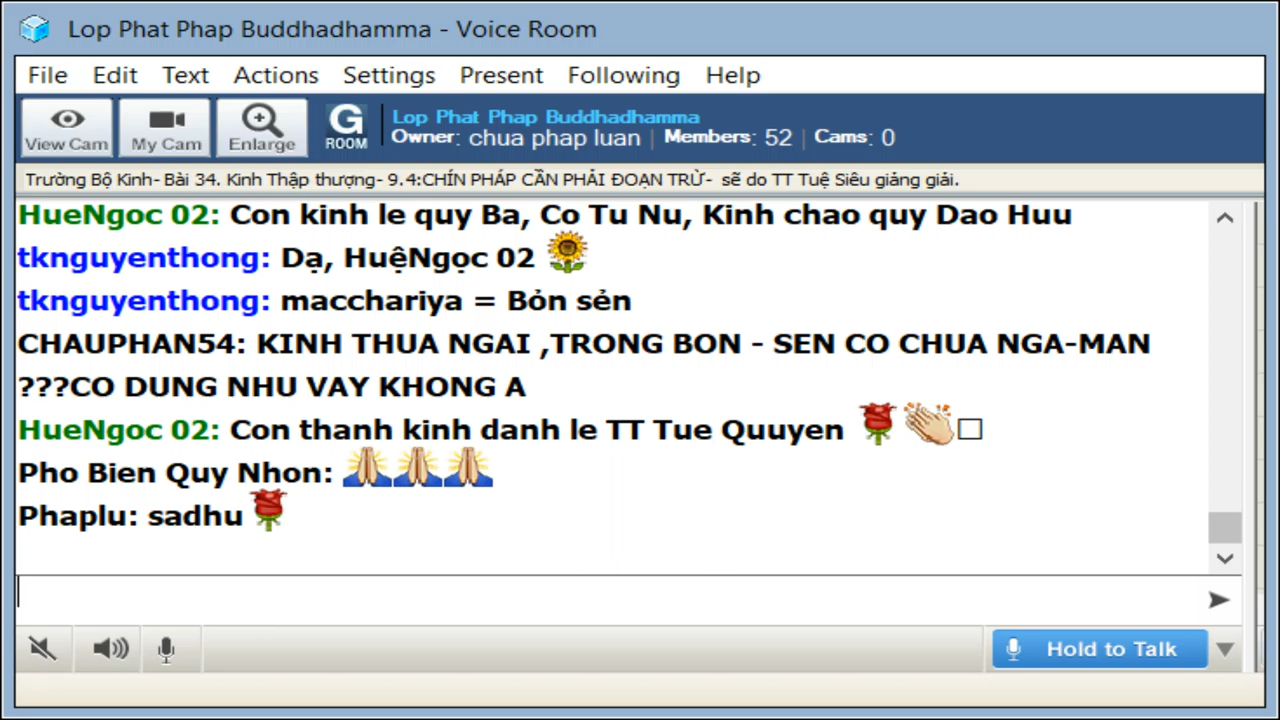 Lop Phat Phap Buddhadhamma - Voice Room
File Edit Text Actions Settings Present Following Help
View Cam My Cam Enlarge G ROOM
Lop Phat Phap Buddhadhamma
Owner: chua phap luan | Members: 52 | Cams: 0
Trường Bộ Kinh- Bài 34. Kinh Thập thượng- 9.4:CHÍN PHÁP CẦN PHẢI ĐOẠN TRỪ- sẽ do TT Tuệ Siêu giảng giải.
HueNgoc 02: Con kinh le quy Ba, Co Tu Nu, Kinh chao quy Dao Huu
tknguyenthong: Dạ, HuệNgọc 02
tknguyenthong: macchariya = Bỏn sẻn
CHAUPHAN54: KINH THUA NGAI ,TRONG BON - SEN CO CHUA NGA-MAN
???CO DUNG NHU VAY KHONG A
HueNgoc 02: Con thanh kinh danh le TT Tue Quuyen
Pho Bien Quy Nhon:
Phaplu: sadhu
Hold to Talk